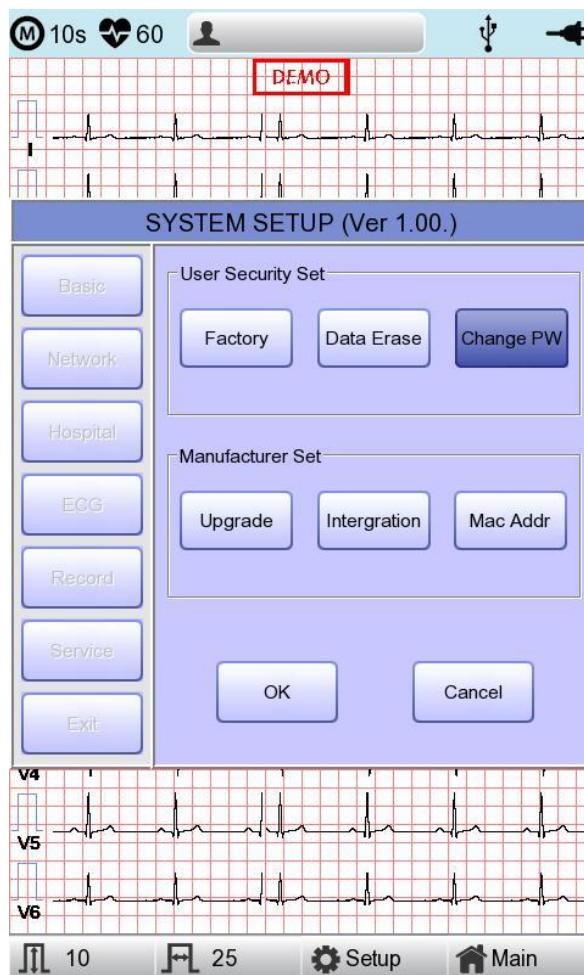 M 10s 60
DEMO
I
SYSTEM SETUP (Ver 1.00.)
Basic
Network
Hospital
ECG
Record
Service
Exit
User Security Set
Factory Data Erase Change PW
Manufacturer Set
Upgrade Intergration Mac Addr
OK Cancel
V4
V5
V6
10 25 Setup Main